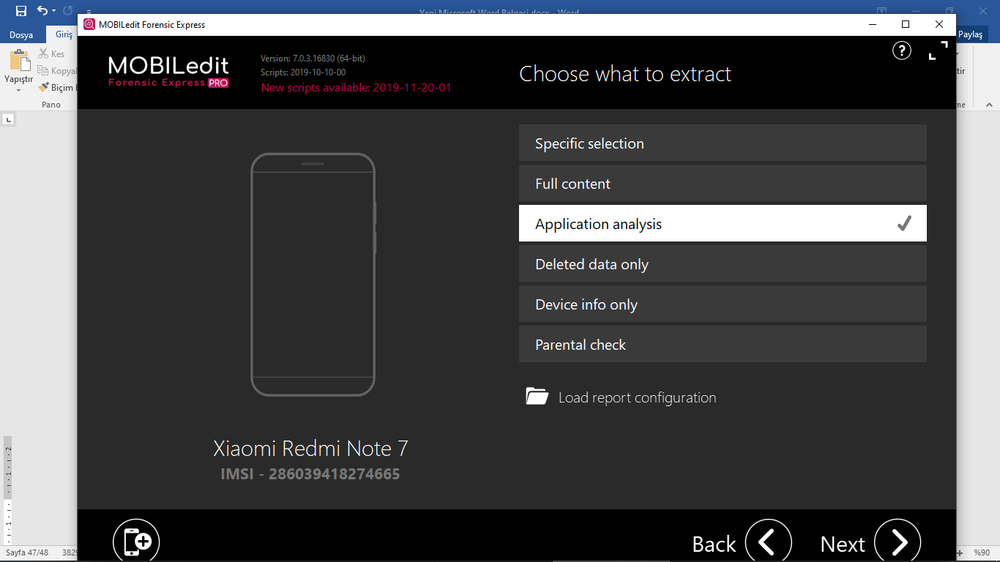 Yeni Microsoft Word Belgesi.docx - Word
Dosya
Giriş
Paylaş
Kes
Kopyal
Biçim B
Yapıştır
Pano
MOBILedit Forensic Express
MOBILedit
Forensic Express PRO
Version: 7.0.3.16830 (64-bit)
Scripts: 2019-10-10-00
New scripts available: 2019-11-20-01
Choose what to extract
?
Specific selection
Full content
Application analysis
Deleted data only
Device info only
Parental check
Load report configuration
Xiaomi Redmi Note 7
IMSI - 286039418274665
Back
Next
Sayfa 47/48
3829
%90